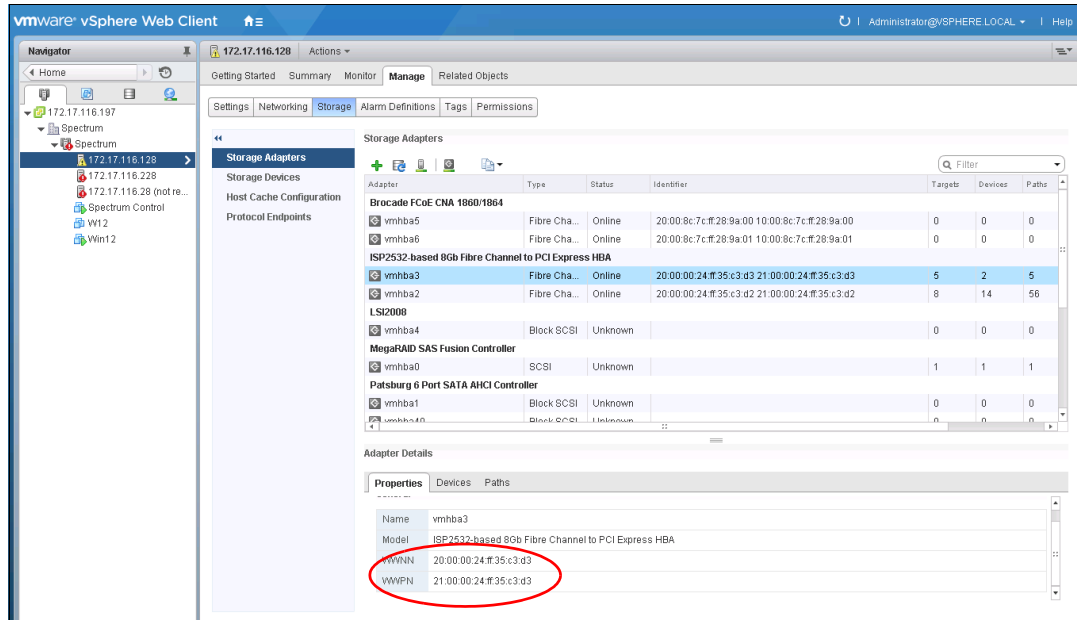 vmware® vSphere Web Client
Administrator@VSPHERE.LOCAL | Help
Navigator
172.17.116.128 Actions
Home
Getting Started Summary Monitor Manage Related Objects
Settings Networking Storage Alarm Definitions Tags Permissions
172.17.116.197
Spectrum
Spectrum
172.17.116.128
172.17.116.228
172.17.116.28 (not re...
Spectrum Control
W12
Win12
Storage Adapters
Storage Devices
Host Cache Configuration
Protocol Endpoints
Storage Adapters
Filter
Adapter Type Status Identifier Targets Devices Paths
Brocade FCoE CNA 1860/1864
vmhba5 Fibre Cha... Online 20:00:8c:7c:ff:28:9a:00 10:00:8c:7c:ff:28:9a:00 0 0 0
vmhba6 Fibre Cha... Online 20:00:8c:7c:ff:28:9a:01 10:00:8c:7c:ff:28:9a:01 0 0 0
ISP2532-based 8Gb Fibre Channel to PCI Express HBA
vmhba3 Fibre Cha... Online 20:00:00:24:ff:35:c3:d3 21:00:00:24:ff:35:c3:d3 5 2 5
vmhba2 Fibre Cha... Online 20:00:00:24:ff:35:c3:d2 21:00:00:24:ff:35:c3:d2 8 14 56
LSI2008
vmhba4 Block SCSI Unknown 0 0 0
MegaRAID SAS Fusion Controller
vmhba0 SCSI Unknown 1 1 1
Patsburg 6 Port SATA AHCI Controller
vmhba1 Block SCSI Unknown 0 0 0
vmhba40 Block SCSI Unknown 0 0 0
Adapter Details
Properties Devices Paths
Name vmhba3
Model ISP2532-based 8Gb Fibre Channel to PCI Express HBA
WWNN 20:00:00:24:ff:35:c3:d3
WWPN 21:00:00:24:ff:35:c3:d3